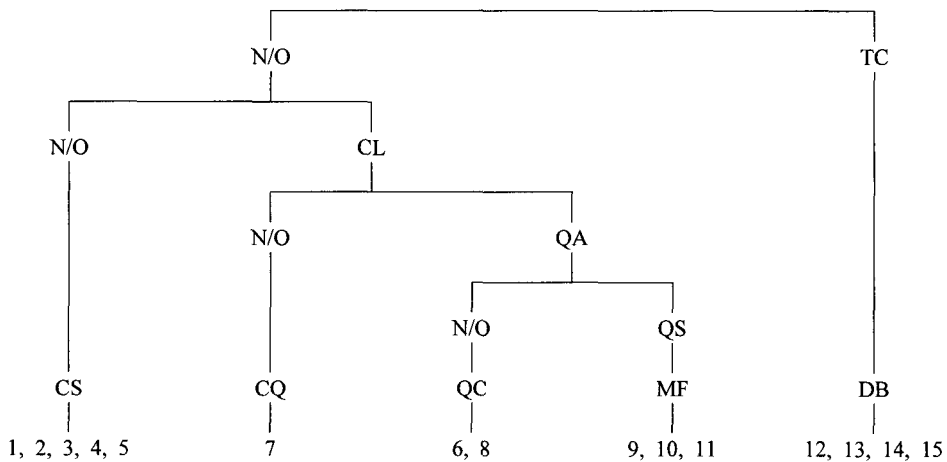 N/O TC
N/O CL
N/O QA
N/O QS
CS CQ QC MF DB
1, 2, 3, 4, 5 7 6, 8 9, 10, 11 12, 13, 14, 15